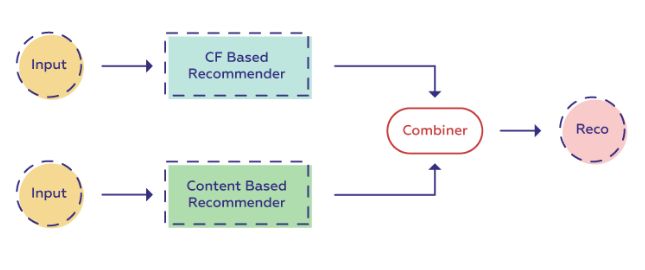 Input
CF Based
Recommender
Combiner
Reco
Input
Content Based
Recommender